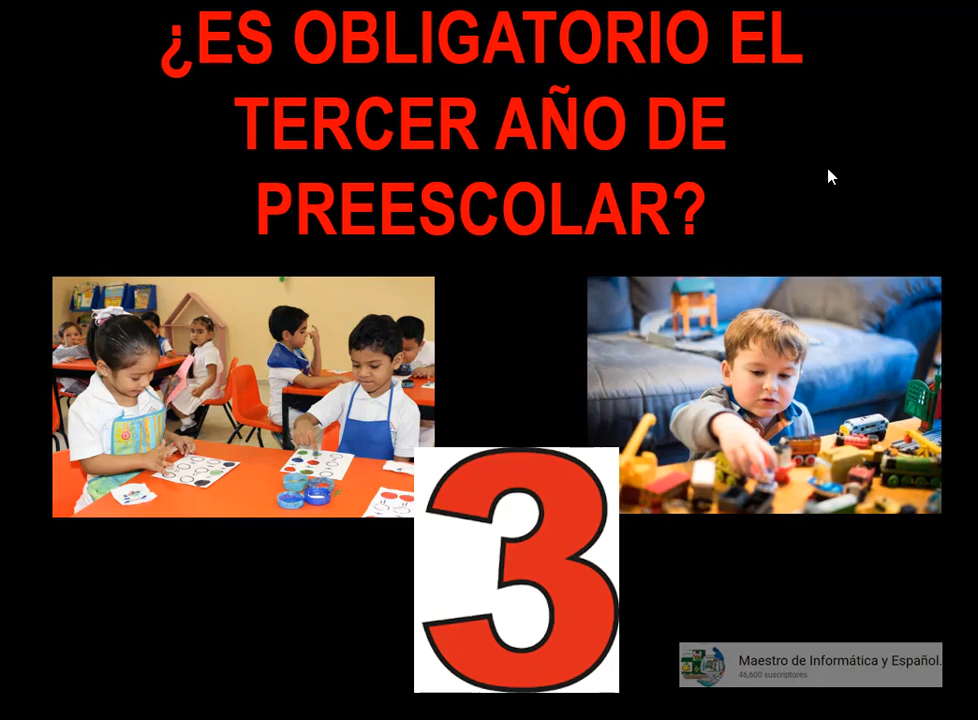 ¿ES OBLIGATORIO EL
TERCER AÑO DE
PREESCOLAR?
3
Maestro de Informática y Español.
46,600 suscriptores